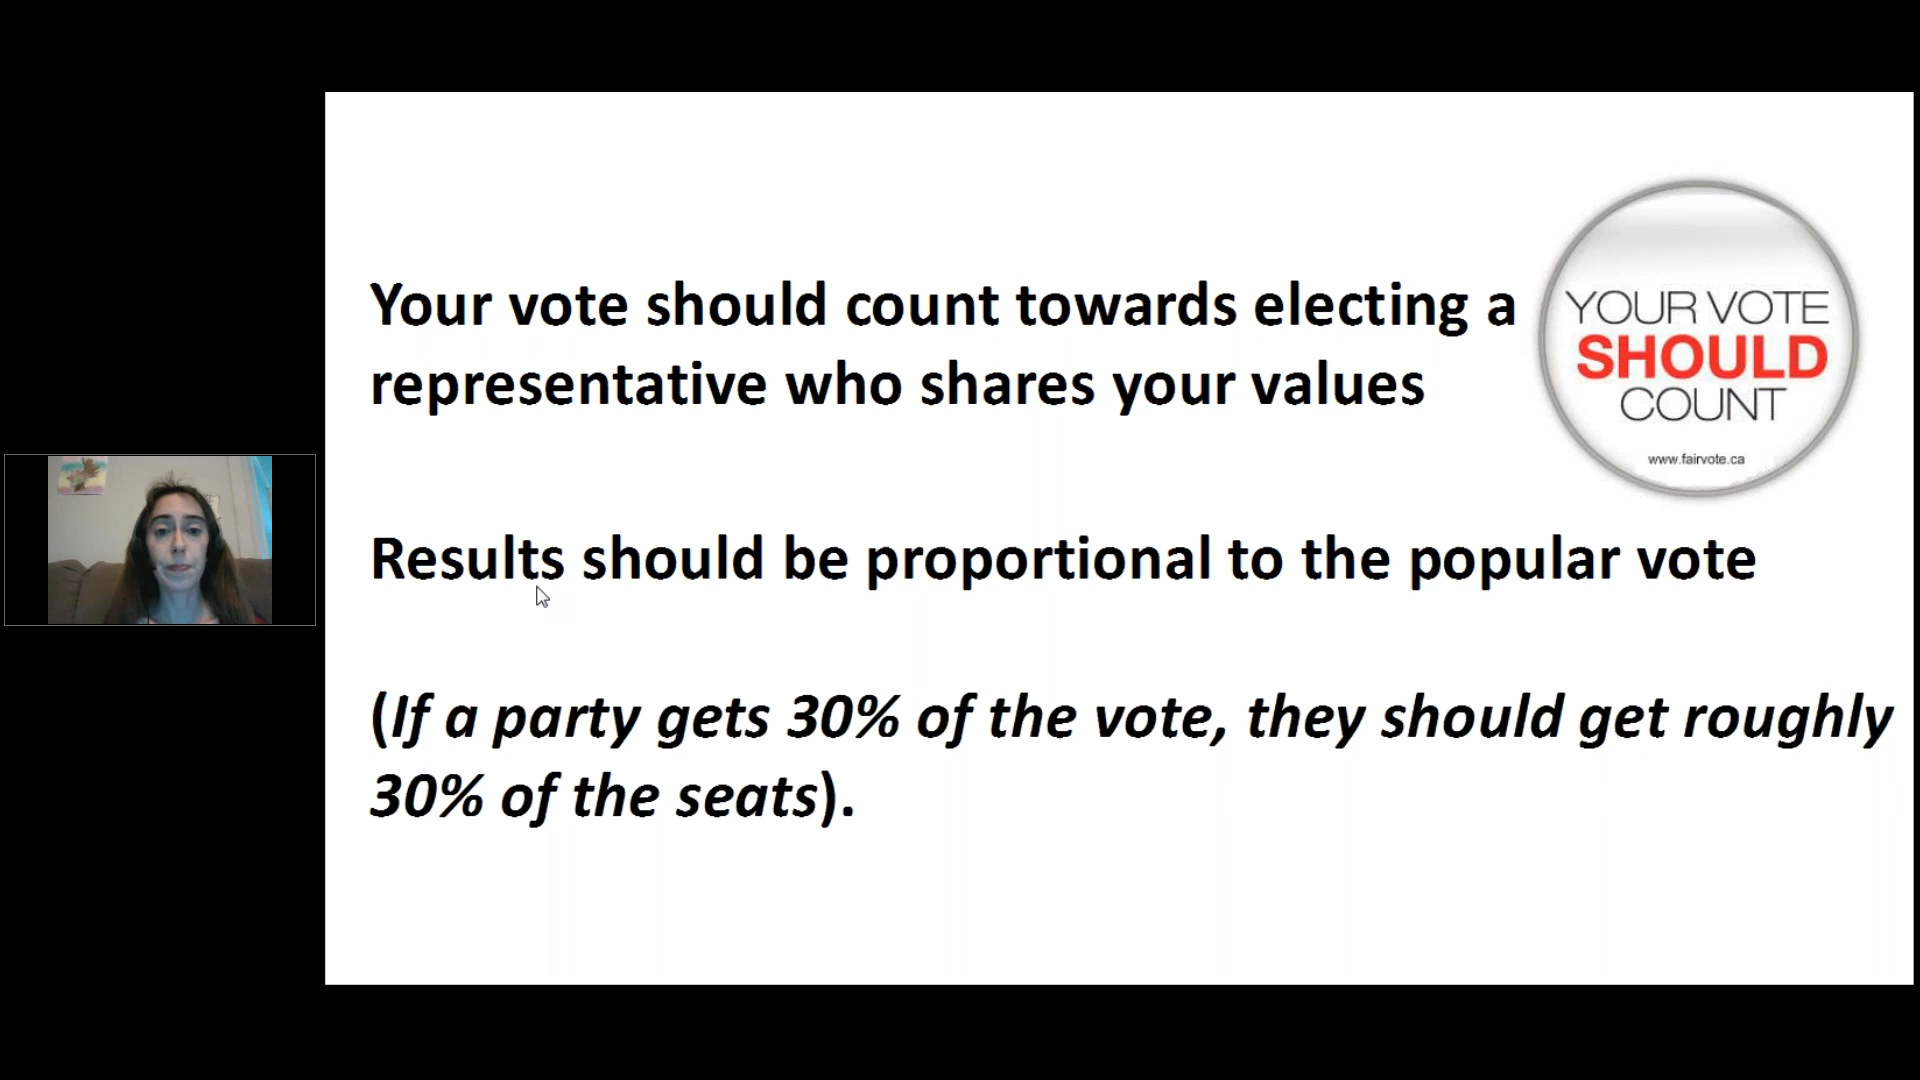 Your vote should count towards electing a
representative who shares your values
YOUR VOTE
SHOULD
COUNT
www.fairvote.ca
Results should be proportional to the popular vote
(If a party gets 30% of the vote, they should get roughly
30% of the seats).